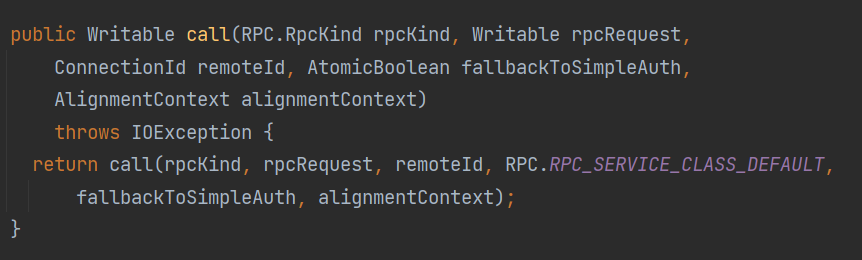 public Writable call(RPC.RpcKind rpcKind, Writable rpcRequest,
ConnectionId remoteId, AtomicBoolean fallbackToSimpleAuth,
AlignmentContext alignmentContext)
throws IOException {
return call(rpcKind, rpcRequest, remoteId, RPC.RPC_SERVICE_CLASS_DEFAULT,
fallbackToSimpleAuth, alignmentContext);
}